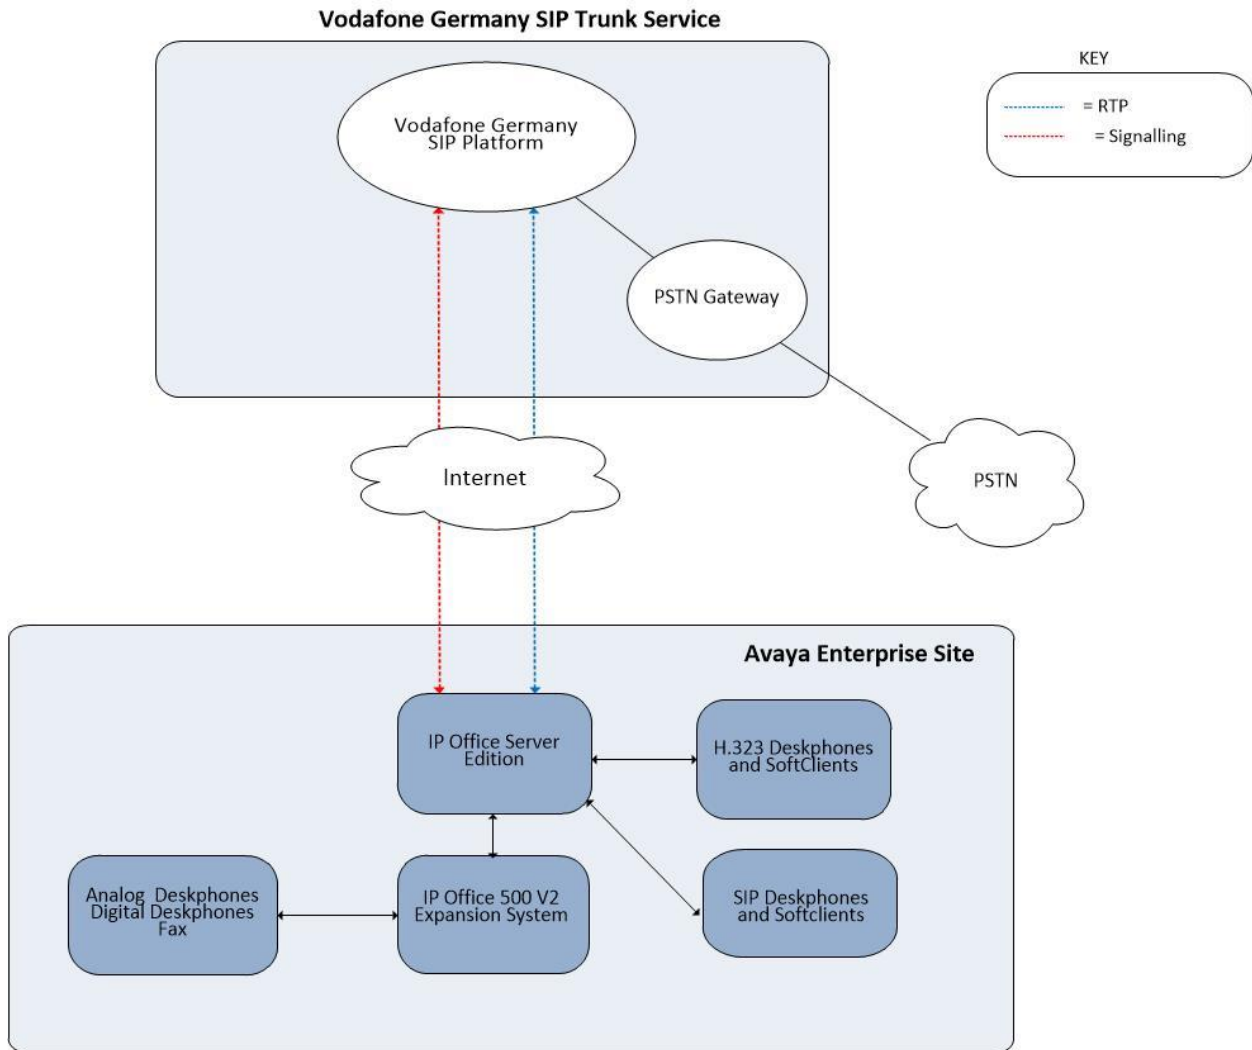 Vodafone Germany SIP Trunk Service
KEY
= RTP
= Signalling
Vodafone Germany
SIP Platform
PSTN Gateway
Internet
PSTN
Avaya Enterprise Site
IP Office Server
Edition
H.323 Deskphones
and SoftClients
Analog Deskphones
Digital Deskphones
Fax
IP Office 500 V2
Expansion System
SIP Deskphones
and Softclients